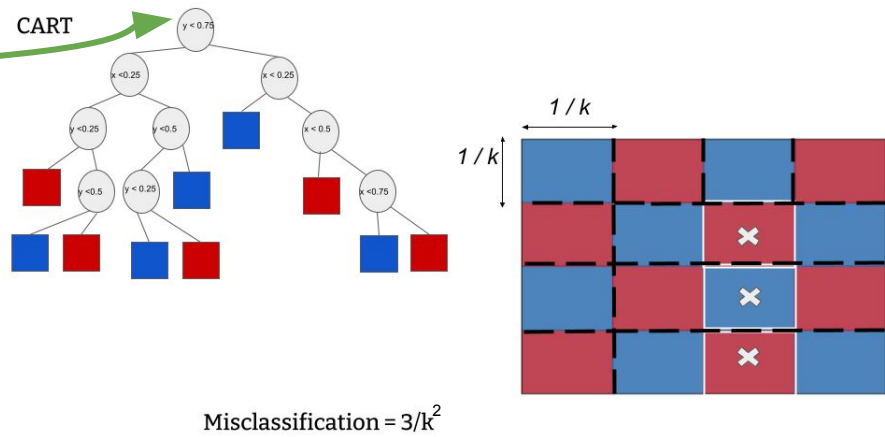 CART
y < 0.75
x <0.25
x < 0.25
y <0.25
y <0.5
x < 0.5
y <0.5
y < 0.25
x <0.75
1 / k
1 / k
Misclassification = 3/k²